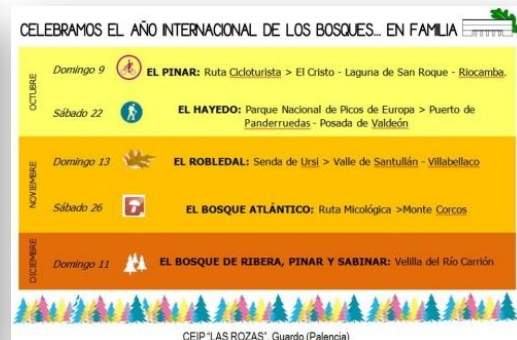 CELEBRAMOS EL AÑO INTERNACIONAL DE LOS BOSQUES... EN FAMILIA
OCTUBRE
Domingo 9
EL PINAR: Ruta Cicloturista > El Cristo - Laguna de San Roque - Riocamba.
Sábado 22
EL HAYEDO: Parque Nacional de Picos de Europa > Puerto de
Panderruedas - Posada de Valdeón
NOVIEMBRE
Domingo 13
EL ROBLEDAL: Senda de Ursi > Valle de Santullán - Villabellaco
Sábado 26
EL BOSQUE ATLÁNTICO: Ruta Micológica >Monte Corcos
DICIEMBRE
Domingo 11
EL BOSQUE DE RIBERA, PINAR Y SABINAR: Velilla del Río Carrión
CEIP "LAS ROZAS". Guardo (Palencia)